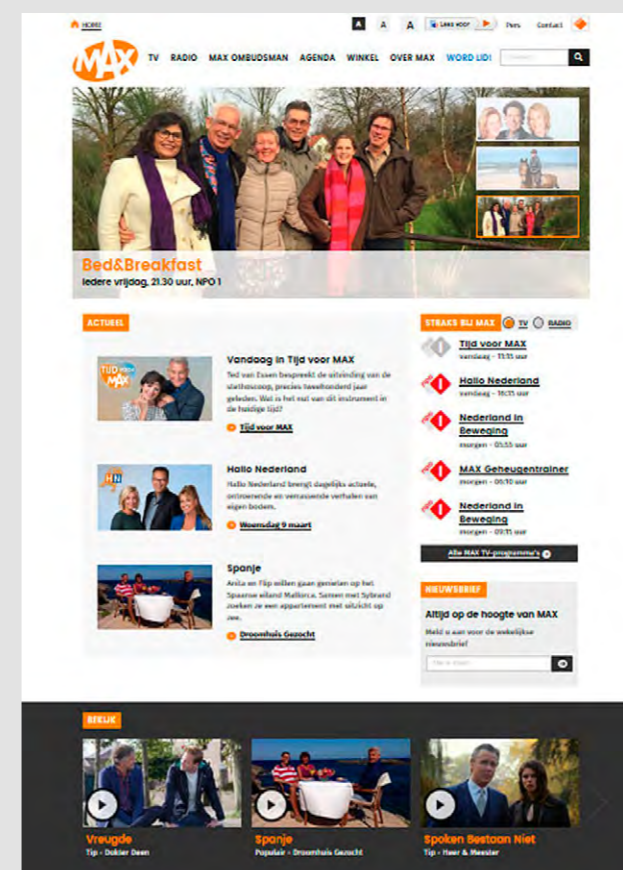 HOME
A
A
A
Lees voor
Pers
Contact
MAX
TV
RADIO
MAX OMBUDSMAN
AGENDA
WINKEL
OVER MAX
WORD LID!
Bed&Breakfast
Iedere vrijdag, 21.30 uur, NPO 1
ACTUEEL
TIJD VOOR
MAX
Vandaag in Tijd voor MAX
Ted van Essen bespreekt de uitvinding van de
stethoscoop, precies tweehonderd jaar
geleden. Wat is het nut van dit instrument in
de huidige tijd?
Tijd voor MAX
HN
Hallo Nederland
Hallo Nederland brengt dagelijks actuele,
ontroerende en verrassende verhalen van
eigen bodem.
Woensdag 9 maart
Spanje
Anita en Flip willen gaan genieten op het
Spaanse eiland Mallorca. Samen met Sybrand
zoeken ze een appartement met uitzicht op
zee.
Droomhuis Gezocht
STRAKS BIJ MAX
TV
RADIO
Tijd voor MAX
vandaag - 11:15 uur
Hallo Nederland
vandaag - 16:15 uur
Nederland in
Beweging
morgen - 05:55 uur
MAX Geheugentrainer
morgen - 06:10 uur
Nederland in
Beweging
morgen - 09:15 uur
Alle MAX TV-programma's
NIEUWSBRIEF
Altijd op de hoogte van MAX
Meld u aan voor de wekelijkse
nieuwsbrief
BEKIJK
Vreugde
Tip - Dokter Deen
Spanje
Populair - Droomhuis Gezocht
Spoken Bestaan Niet
Tip - Heer & Meester